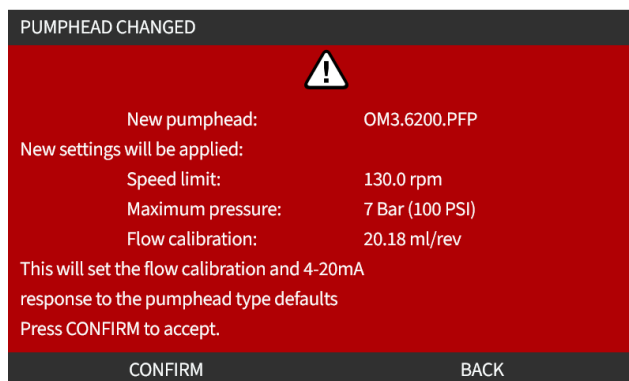 PUMPHEAD CHANGED
New pumphead: OM3.6200.PFP
New settings will be applied:
Speed limit: 130.0 rpm
Maximum pressure: 7 Bar (100 PSI)
Flow calibration: 20.18 ml/rev
This will set the flow calibration and 4-20mA
response to the pumphead type defaults
Press CONFIRM to accept.
CONFIRM BACK